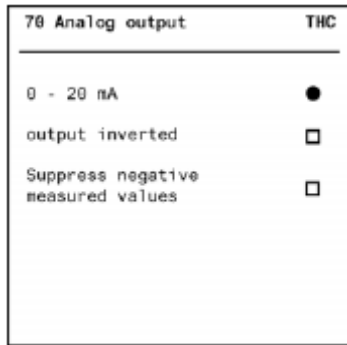 70 Analog output THC
0 - 20 mA
output inverted
Suppress negative
measured values